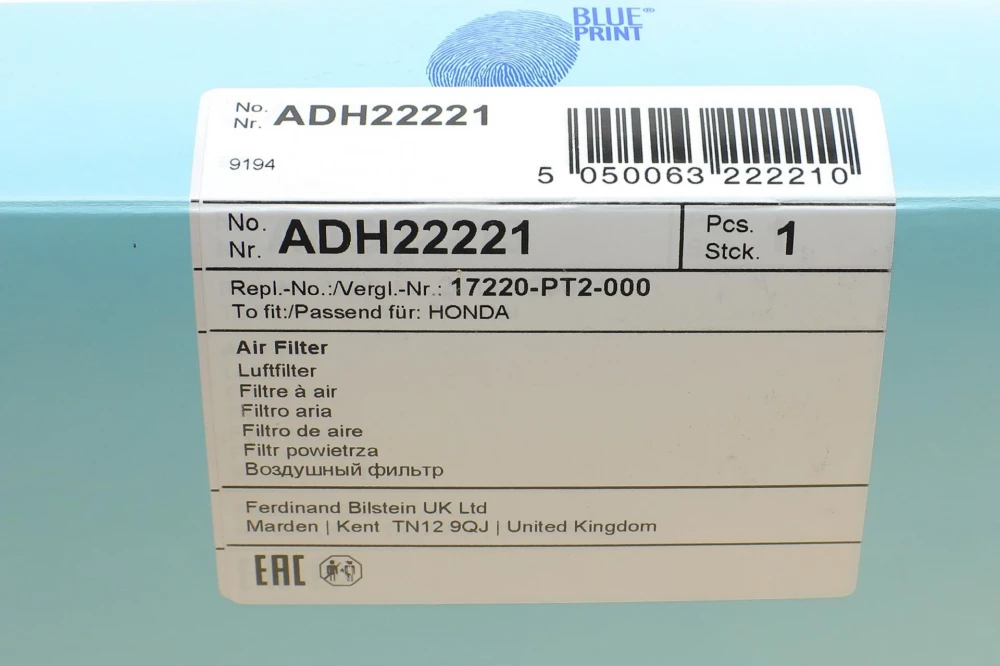 BLUE®
PRINT
No.
Nr. ADH22221
9194
5 050063 222210
No.
Nr. ADH22221
Pcs.
Stck. 1
Repl.-No.:/Vergl.-Nr.: 17220-PT2-000
To fit:/Passend für: HONDA
Air Filter
Luftfilter
Filtre à air
Filtro aria
Filtro de aire
Filtr powietrza
Воздушный фильтр
Ferdinand Bilstein UK Ltd
Marden | Kent TN12 9QJ | United Kingdom
EAC